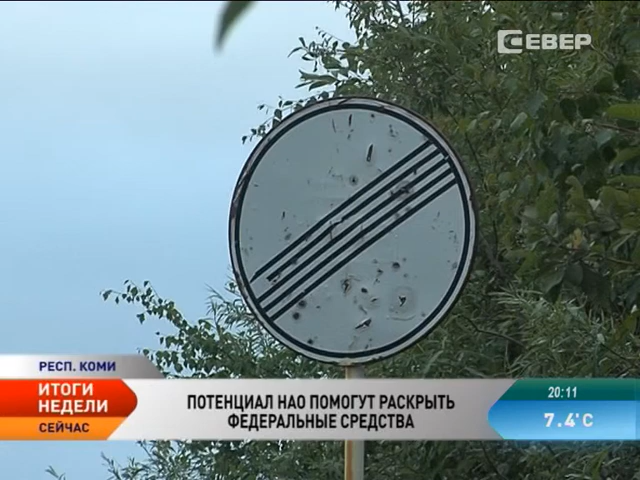 СЕВЕР
РЕСП. КОМИ
ИТОГИ
НЕДЕЛИ
СЕЙЧАС
ПОТЕНЦИАЛ НАО ПОМОГУТ РАСКРЫТЬ
ФЕДЕРАЛЬНЫЕ СРЕДСТВА
20:11
7.4°C